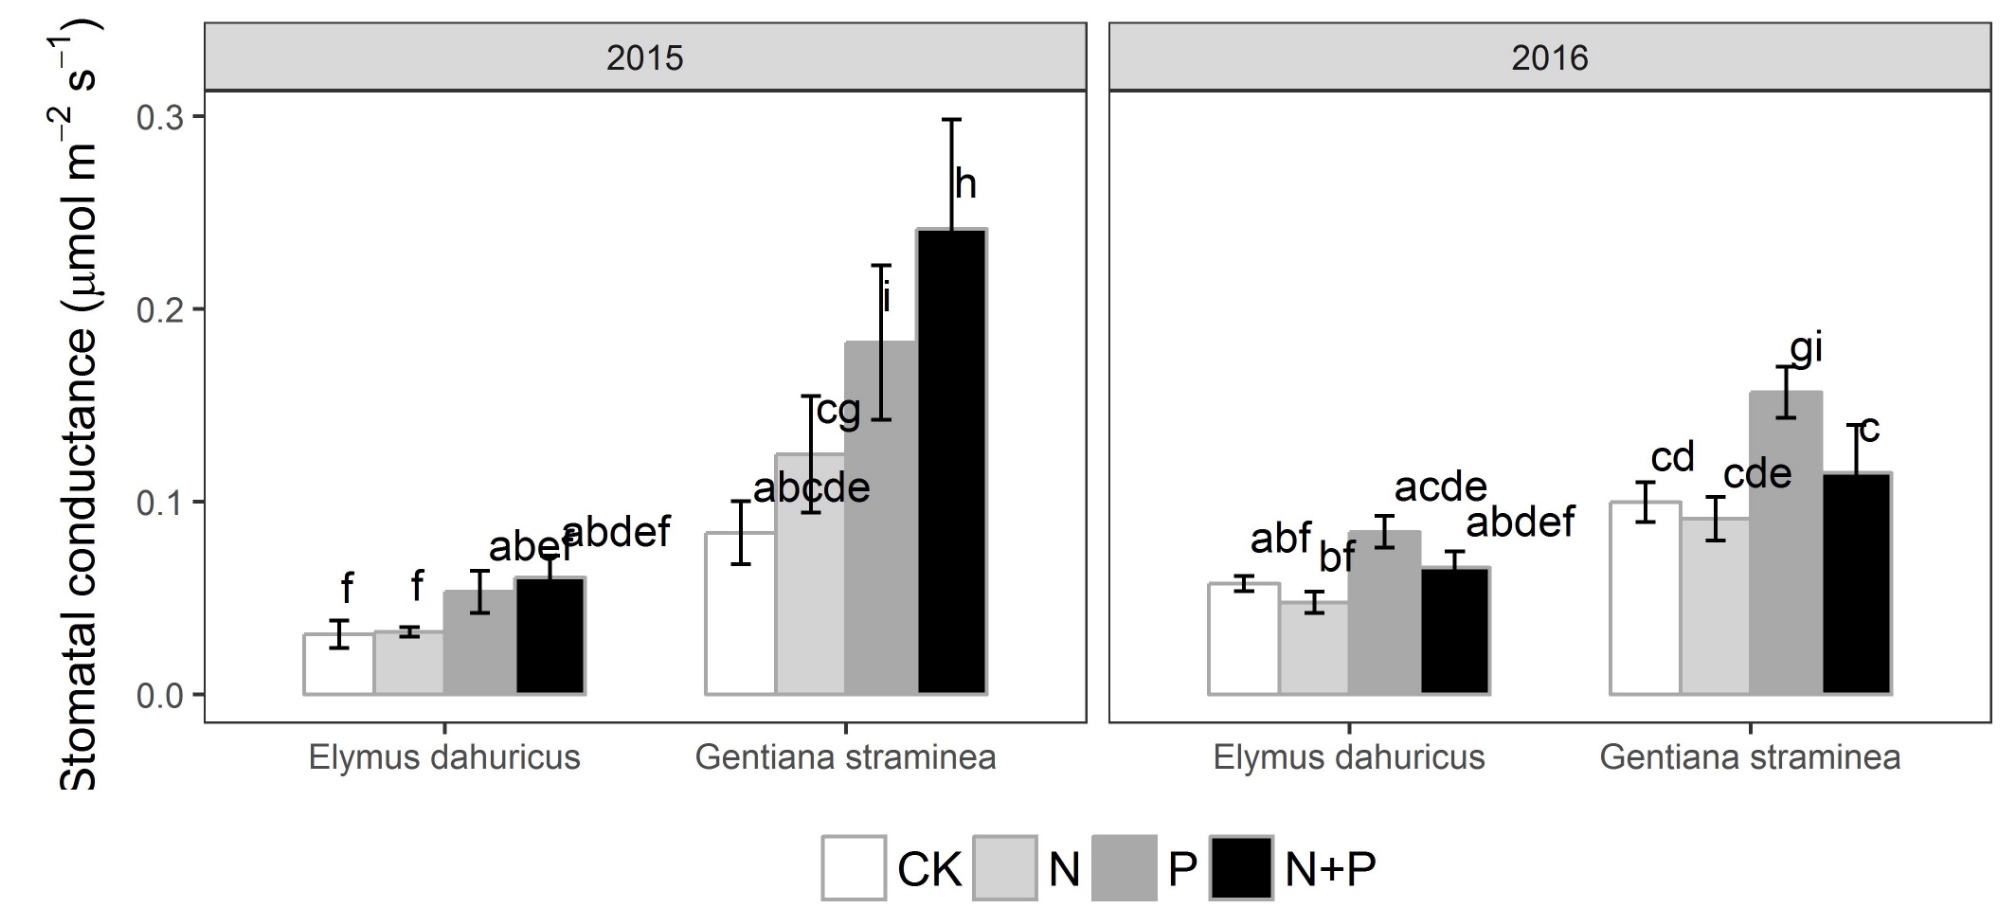 2015
2016
Stomatal conductance (μmol m⁻² s⁻¹)
0.3
0.2
0.1
0.0
f
f
abef
abdef
abcde
cg
i
h
abf
bf
acde
abdef
cd
cde
gi
c
Elymus dahuricus
Gentiana straminea
Elymus dahuricus
Gentiana straminea
CK N P N+P